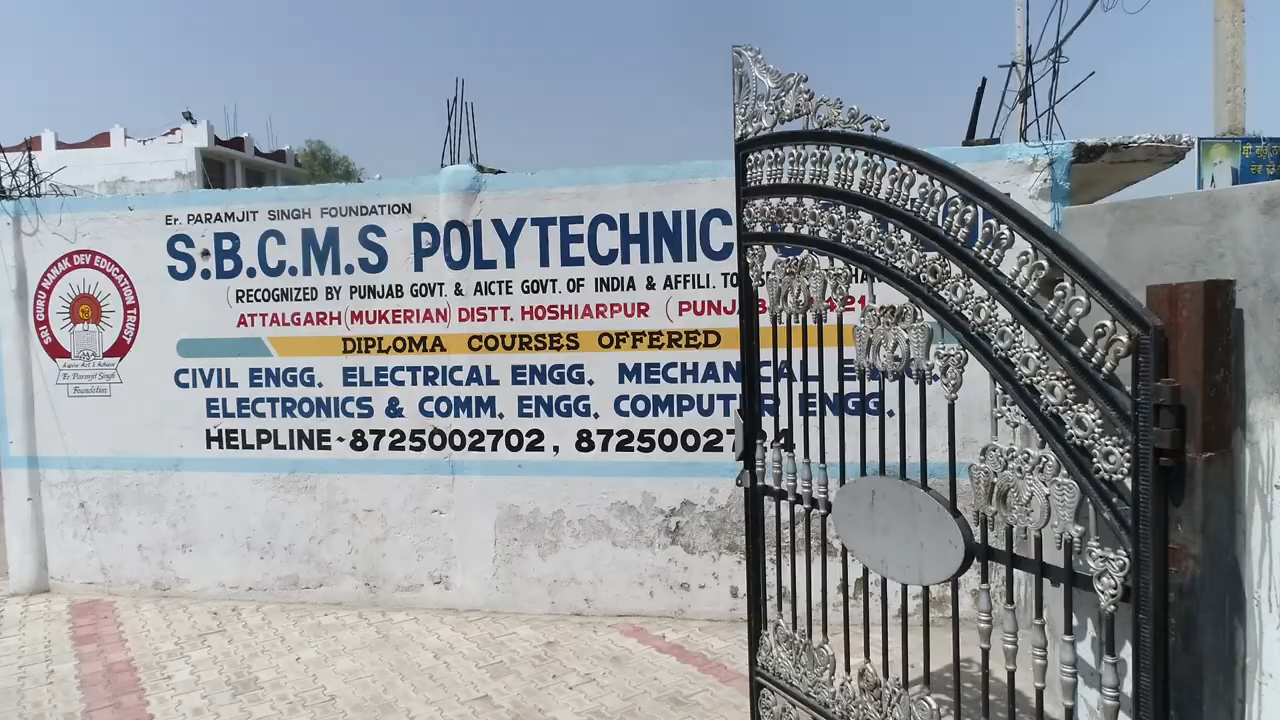 Er. PARAMJIT SINGH FOUNDATION
S.B.C.M.S POLYTECHNIC
(RECOGNIZED BY PUNJAB GOVT. & AICTE GOVT. OF INDIA & AFFILI. TO
ATTALGARH (MUKERIAN) DISTT. HOSHIARPUR (PUNJAB)
DIPLOMA COURSES OFFERED
CIVIL ENGG. ELECTRICAL ENGG. MECHANICAL ENGG.
ELECTRONICS & COMM. ENGG. COMPUTER ENGG.
HELPLINE - 8725002702,
SRI GURU NANAK DEV EDUCATION TRUST
Er. Paramjit Singh
Foundation